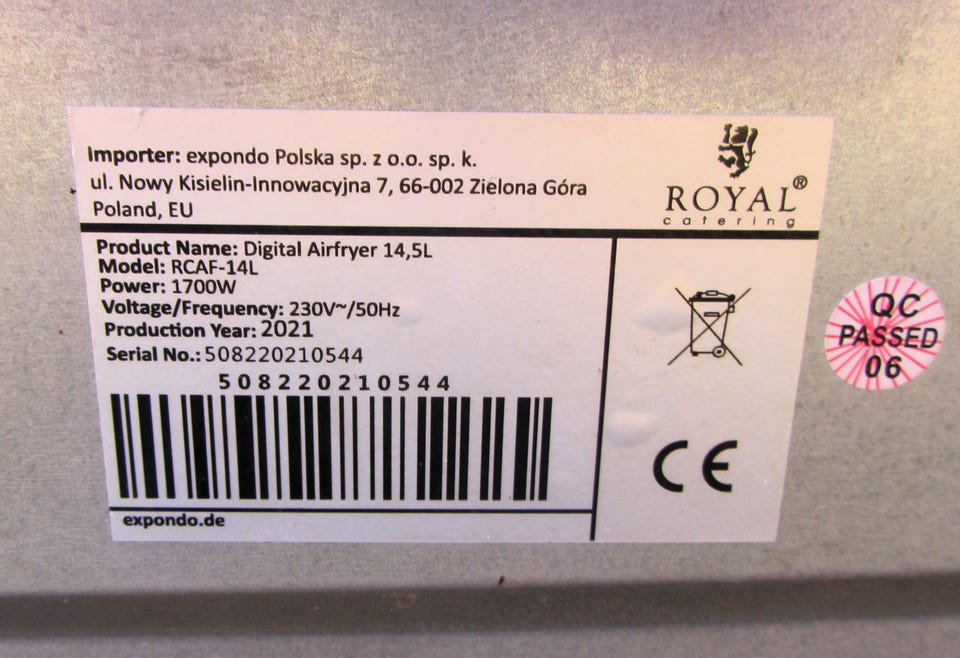 Importer: expondo Polska sp. z o.o. sp. k.
ul. Nowy Kisielin-Innowacyjna 7, 66-002 Zielona Góra
Poland, EU
ROYAL®
catering
Product Name: Digital Airfryer 14,5L
Model: RCAF-14L
Power: 1700W
Voltage/Frequency: 230V~/50Hz
Production Year: 2021
Serial No.: 508220210544
508220210544
expondo.de
CE
QC
PASSED
06